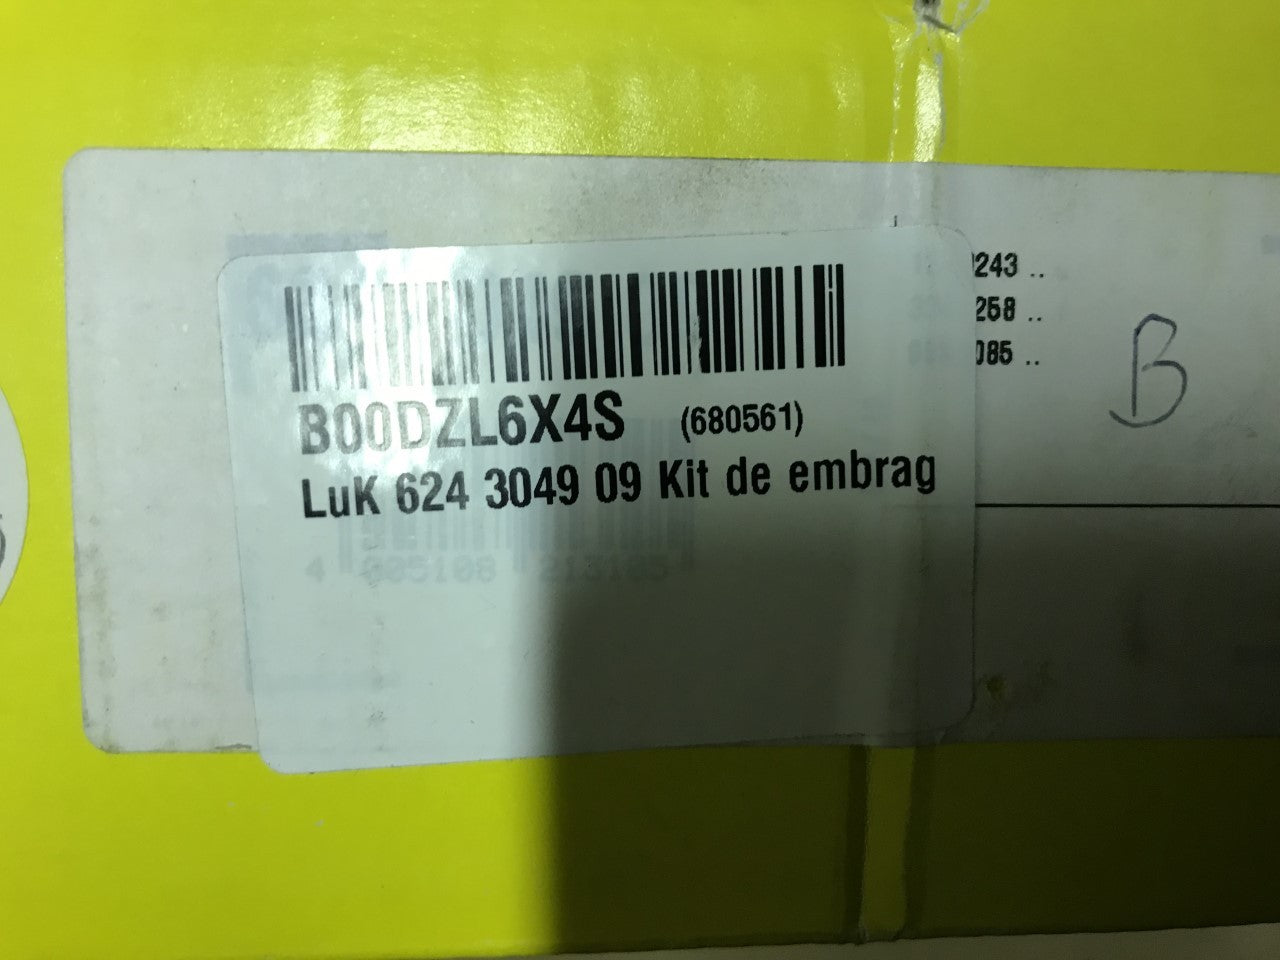 243 ..
258 ..
085 ..
B
B00DZL6X4S (680561)
LuK 624 3049 09 Kit de embrag